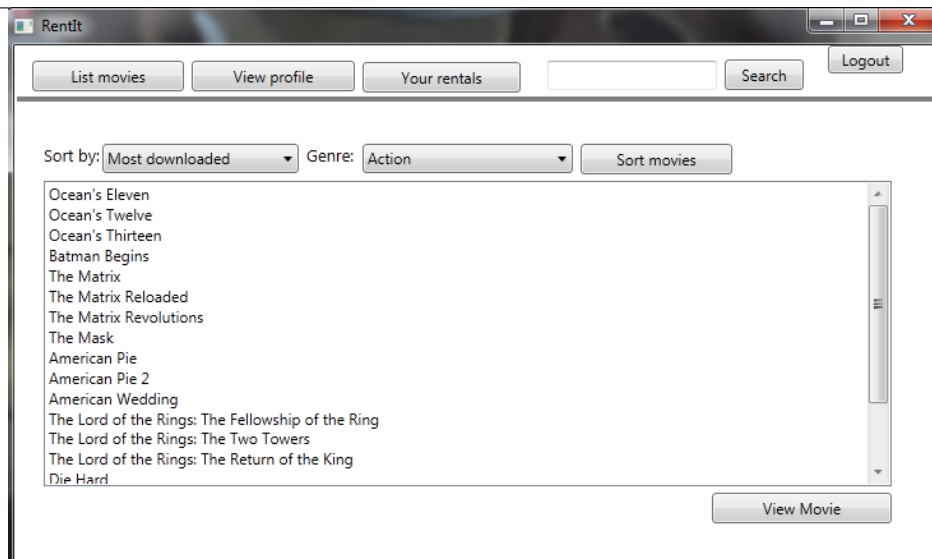 RentIt
List movies View profile Your rentals Search Logout
Sort by: Most downloaded Genre: Action Sort movies
Ocean's Eleven
Ocean's Twelve
Ocean's Thirteen
Batman Begins
The Matrix
The Matrix Reloaded
The Matrix Revolutions
The Mask
American Pie
American Pie 2
American Wedding
The Lord of the Rings: The Fellowship of the Ring
The Lord of the Rings: The Two Towers
The Lord of the Rings: The Return of the King
Die Hard
View Movie